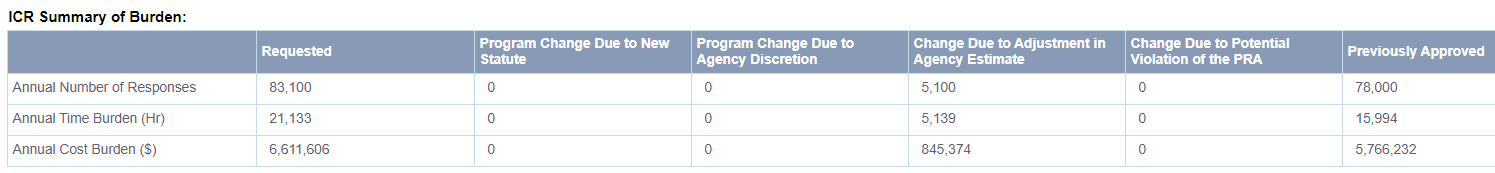 ICR Summary of Burden:
Requested
Program Change Due to New
Statute
Program Change Due to
Agency Discretion
Change Due to Adjustment in
Agency Estimate
Change Due to Potential
Violation of the PRA
Previously Approved
Annual Number of Responses 83,100 0 0 5,100 0 78,000
Annual Time Burden (Hr) 21,133 0 0 5,139 0 15,994
Annual Cost Burden ($) 6,611,606 0 0 845,374 0 5,766,232